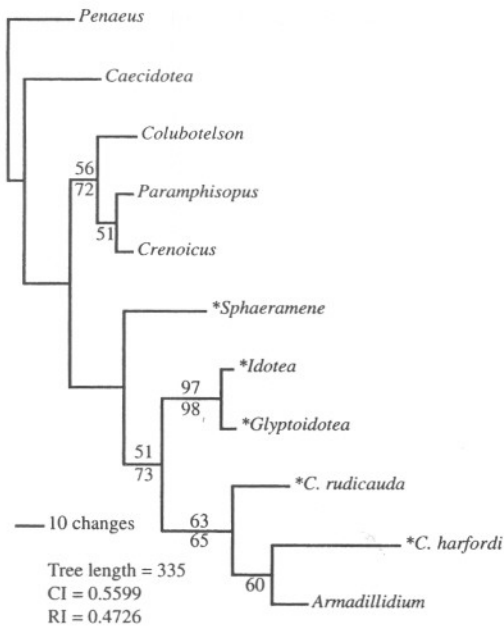 Penaeus
Caecidotea
Colubotelson
56
72
Paramphisopus
51
Crenoicus
*Sphaeramene
*Idotea
97
98
*Glyptoidotea
51
73
*C. rudicauda
63
65
10 changes
*C. harfordi
60
Armadillidium
Tree length = 335
CI = 0.5599
RI = 0.4726